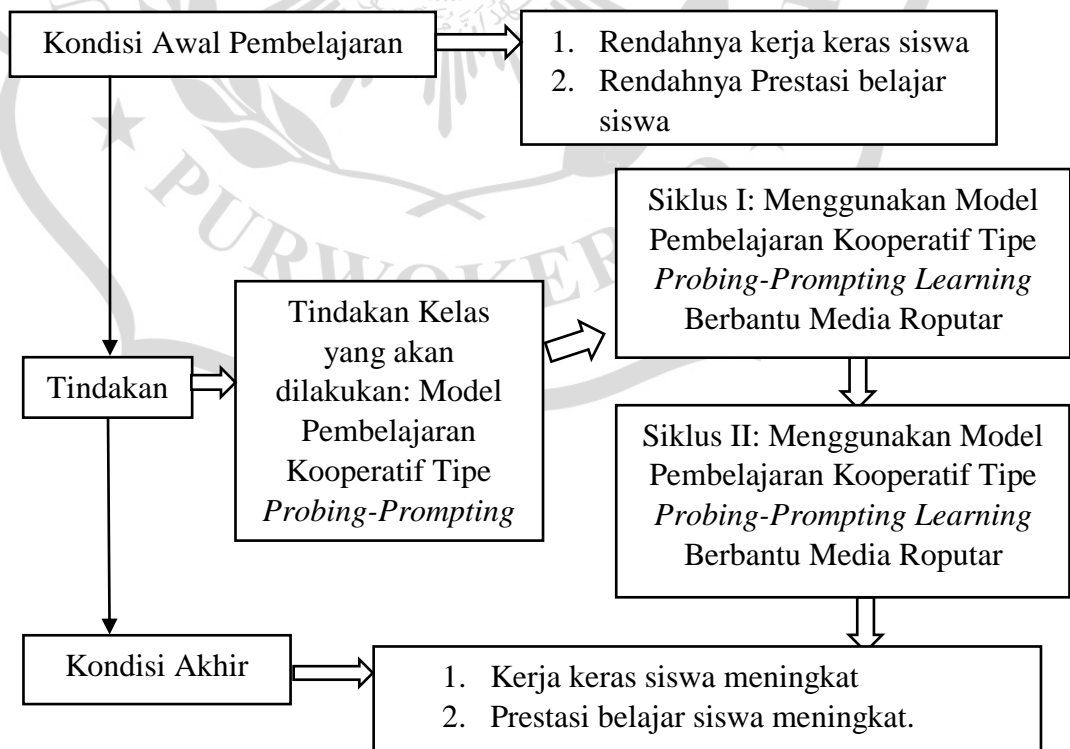 Kondisi Awal Pembelajaran
1. Rendahnya kerja keras siswa
2. Rendahnya Prestasi belajar
siswa
Siklus I: Menggunakan Model
Pembelajaran Kooperatif Tipe
Probing-Prompting Learning
Berbantu Media Roputar
Tindakan
Tindakan Kelas
yang akan
dilakukan: Model
Pembelajaran
Kooperatif Tipe
Probing-Prompting
Siklus II: Menggunakan Model
Pembelajaran Kooperatif Tipe
Probing-Prompting Learning
Berbantu Media Roputar
Kondisi Akhir
1. Kerja keras siswa meningkat
2. Prestasi belajar siswa meningkat.